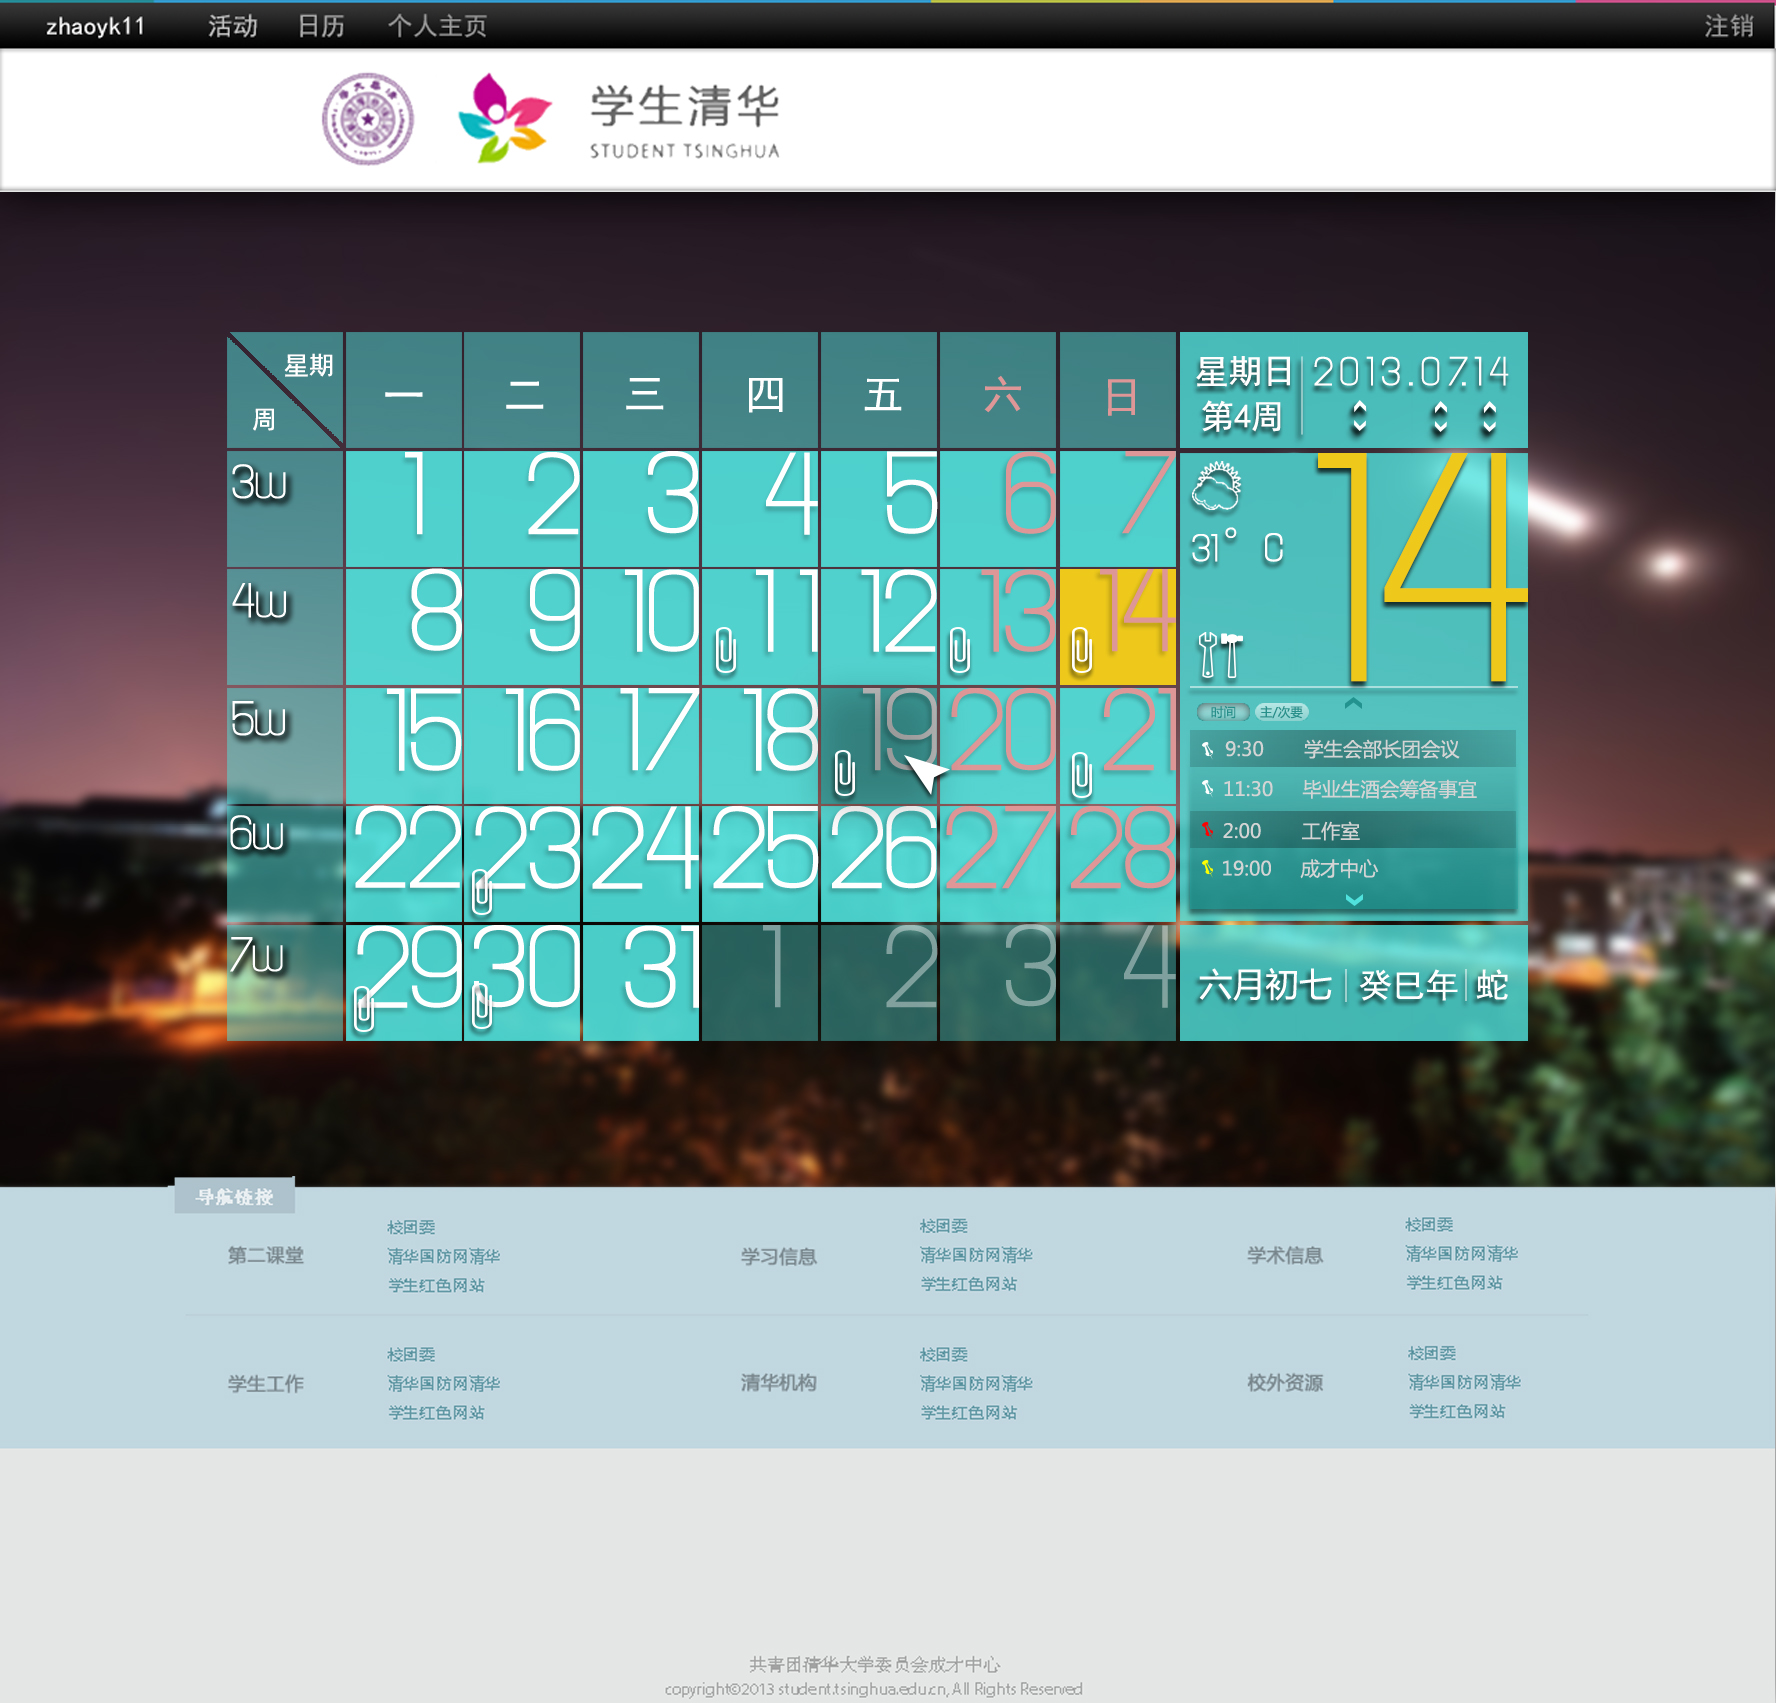 zhaoyk11 活动 日历 个人主页 注销
学生清华
STUDENT TSINGHUA
星期 周 一 二 三 四 五 六 日
3w 1 2 3 4 5 6 7
4w 8 9 10 11 12 13 14
5w 15 16 17 18 19 20 21
6w 22 23 24 25 26 27 28
7w 29 30 31 1 2 3 4
星期日 2013.07.14
第4周
14
31° C
时间 主/次要
9:30 学生会部长团会议
11:30 毕业生酒会筹备事宜
2:00 工作室
19:00 成才中心
六月初七 癸巳年 蛇
导航链接
第二课堂
校团委
清华国防网清华
学生红色网站
学习信息
校团委
清华国防网清华
学生红色网站
学术信息
校团委
清华国防网清华
学生红色网站
学生工作
校团委
清华国防网清华
学生红色网站
清华机构
校团委
清华国防网清华
学生红色网站
校外资源
校团委
清华国防网清华
学生红色网站
共青团清华大学委员会成才中心
copyright©2013 student.tsinghua.edu.cn, All Rights Reserved